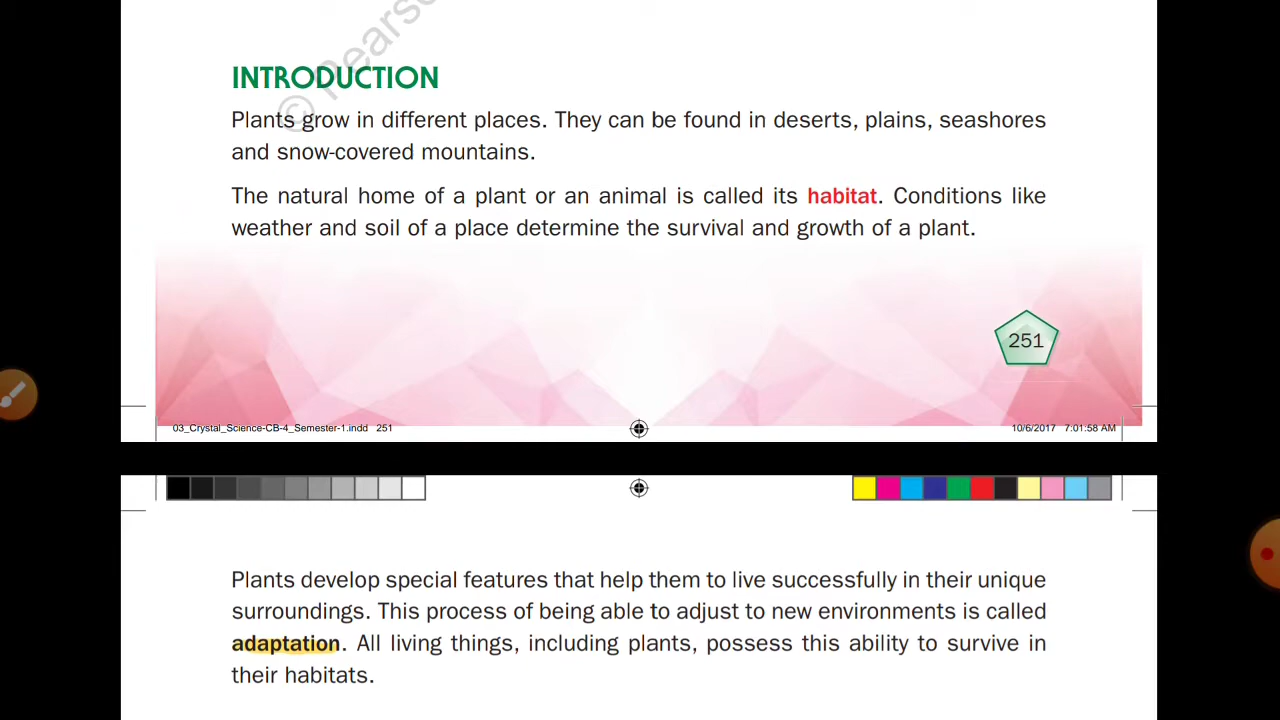 © Pearson
INTRODUCTION
Plants grow in different places. They can be found in deserts, plains, seashores
and snow-covered mountains.
The natural home of a plant or an animal is called its habitat. Conditions like
weather and soil of a place determine the survival and growth of a plant.
251
03_Crystal_Science-CB-4_Semester-1.indd 251
10/6/2017 7:01:58 AM
Plants develop special features that help them to live successfully in their unique
surroundings. This process of being able to adjust to new environments is called
adaptation. All living things, including plants, possess this ability to survive in
their habitats.